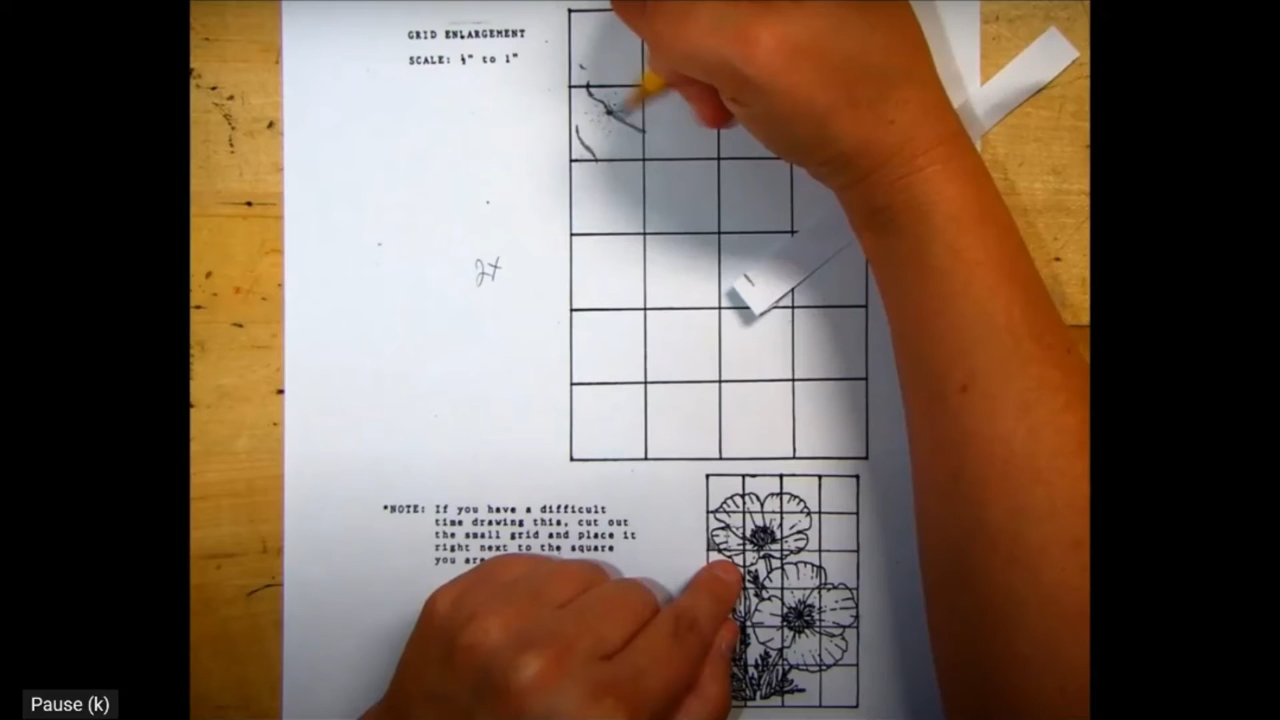 GRID ENLARGEMENT
SCALE: ½" to 1"
2x
*NOTE: If you have a difficult
time drawing this, cut out
the small grid and place it
right next to the square
you are
Pause (k)